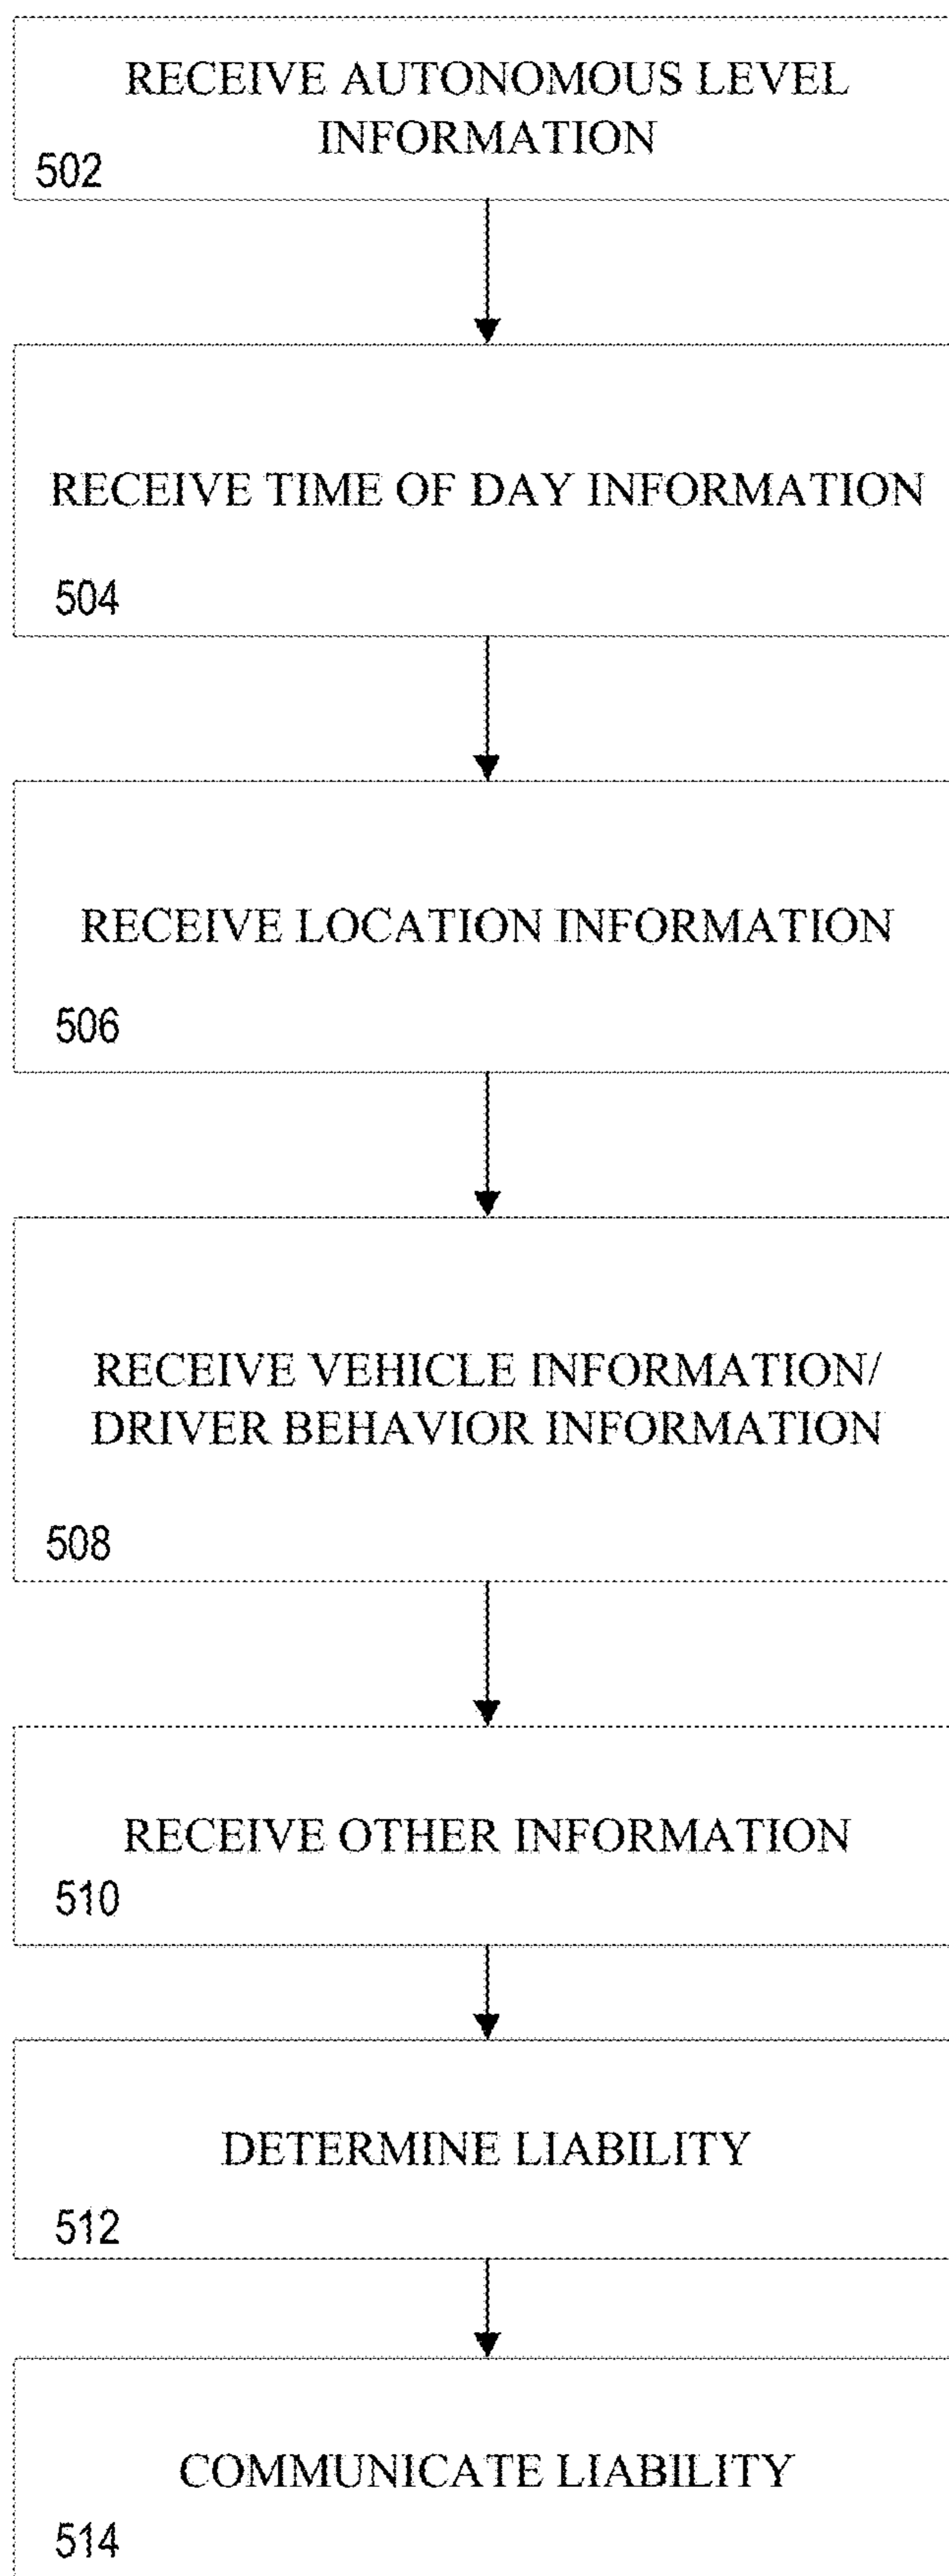 RECEIVE AUTONOMOUS LEVEL
INFORMATION
502
RECEIVE TIME OF DAY INFORMATION
504
RECEIVE LOCATION INFORMATION
506
RECEIVE VEHICLE INFORMATION/
DRIVER BEHAVIOR INFORMATION
508
RECEIVE OTHER INFORMATION
510
DETERMINE LIABILITY
512
COMMUNICATE LIABILITY
514